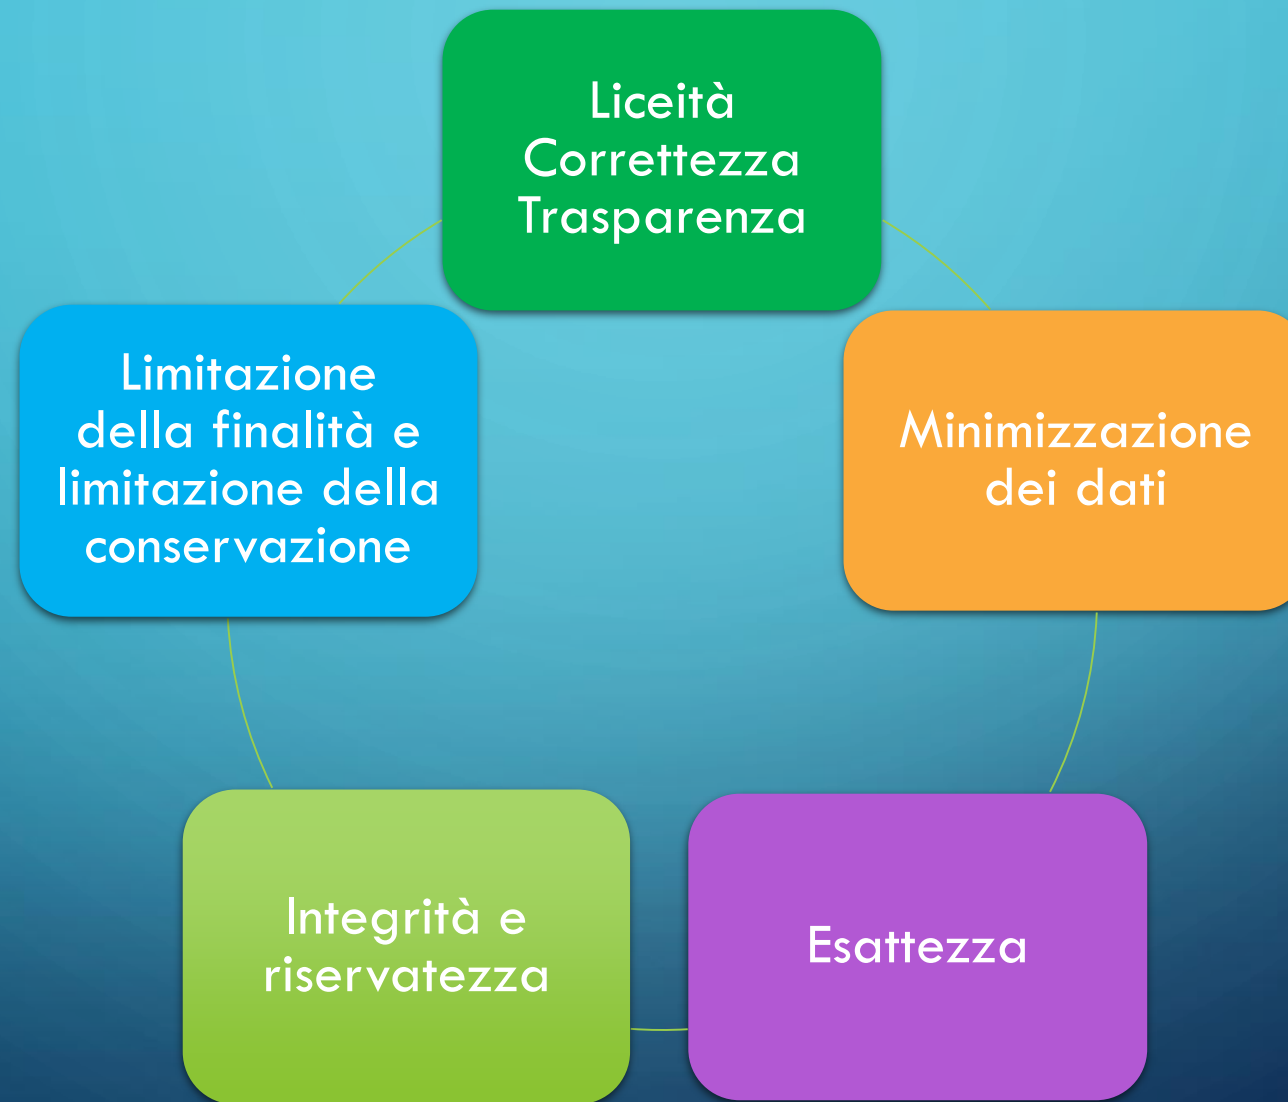 Liceità
Correttezza
Trasparenza
Limitazione
della finalità e
limitazione della
conservazione
Minimizzazione
dei dati
Integrità e
riservatezza
Esattezza